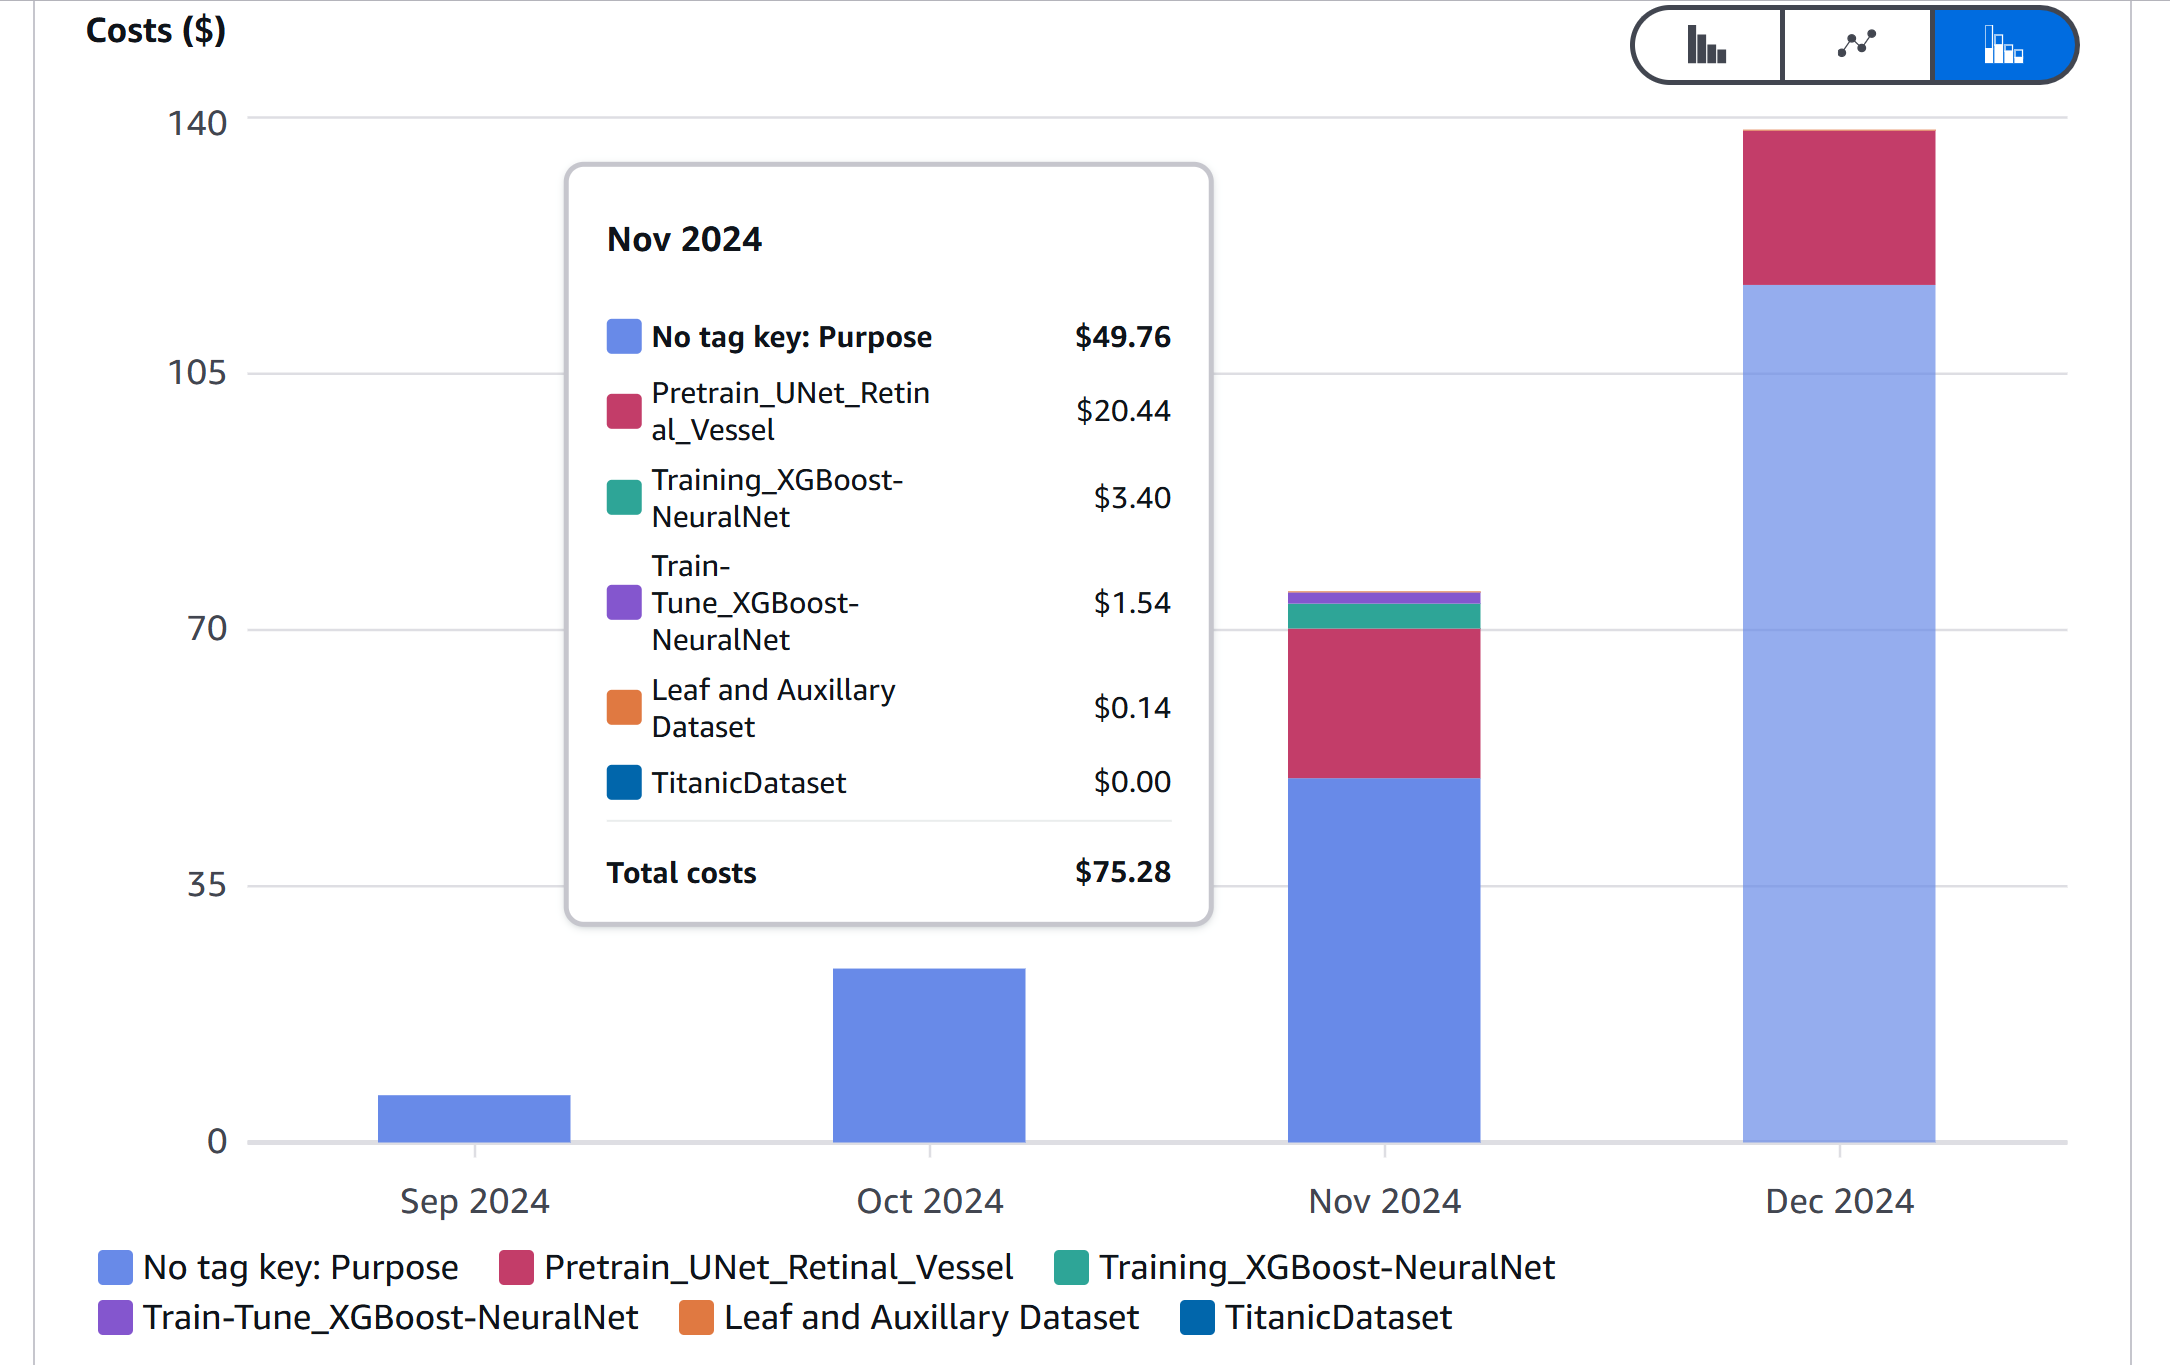 Costs ($)
140
105
70
35
0
Nov 2024
No tag key: Purpose $49.76
Pretrain_UNet_Retin
al_Vessel $20.44
Training_XGBoost-
NeuralNet $3.40
Train-
Tune_XGBoost-
NeuralNet $1.54
Leaf and Auxillary
Dataset $0.14
TitanicDataset $0.00
Total costs $75.28
Sep 2024 Oct 2024 Nov 2024 Dec 2024
No tag key: Purpose Pretrain_UNet_Retinal_Vessel Training_XGBoost-NeuralNet
Train-Tune_XGBoost-NeuralNet Leaf and Auxillary Dataset TitanicDataset